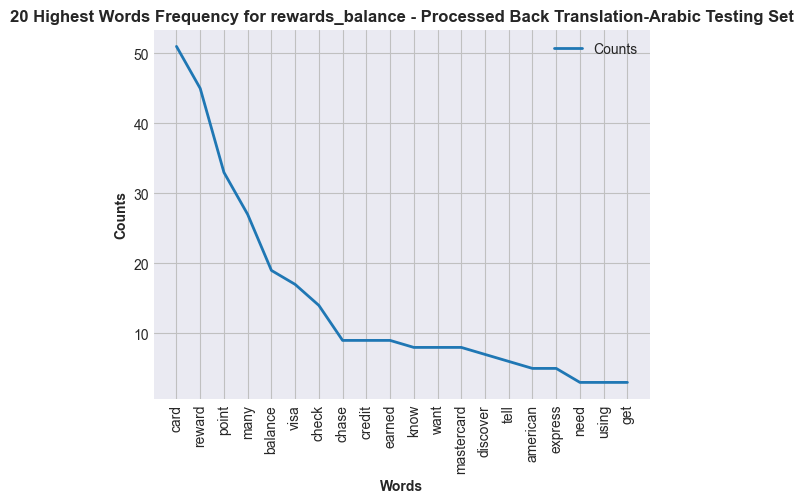 20 Highest Words Frequency for rewards_balance - Processed Back Translation-Arabic Testing Set
Counts
50
40
30
20
10
Counts
card
reward
point
many
balance
visa
check
chase
credit
earned
know
want
mastercard
discover
tell
american
express
need
using
get
Words